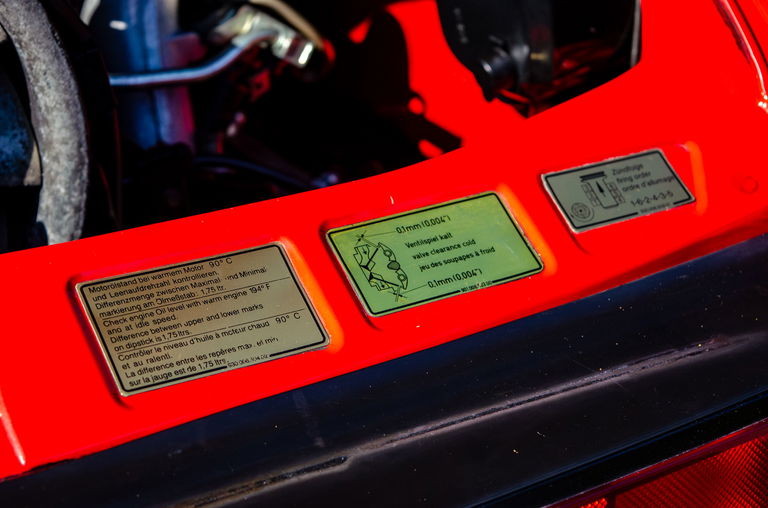 Motorölstand bei warmem Motor 90° C
und Leerlaufdrehzahl kontrollieren.
Differenzmenge zwischen Maximal und Minimal
markierung am Ölmeßstab: 1,75 ltr.
Check engine Oil level with warm engine 194° F
and at idle speed.
Difference between upper and lower marks
on dipstick is 1,75 ltrs.
Contrôler le niveau d'huile à moteur chaud 90° C
et au ralenti.
La différence entre les repères max. et min
sur la jauge est de 1,75 ltrs
0.1mm (0.004")
Ventilspiel kalt
valve clearance cold
jeu des soupapes à froid
0.1mm (0.004")
Zündfolge
firing order
ordre d'allumage
1-6-2-4-3-5